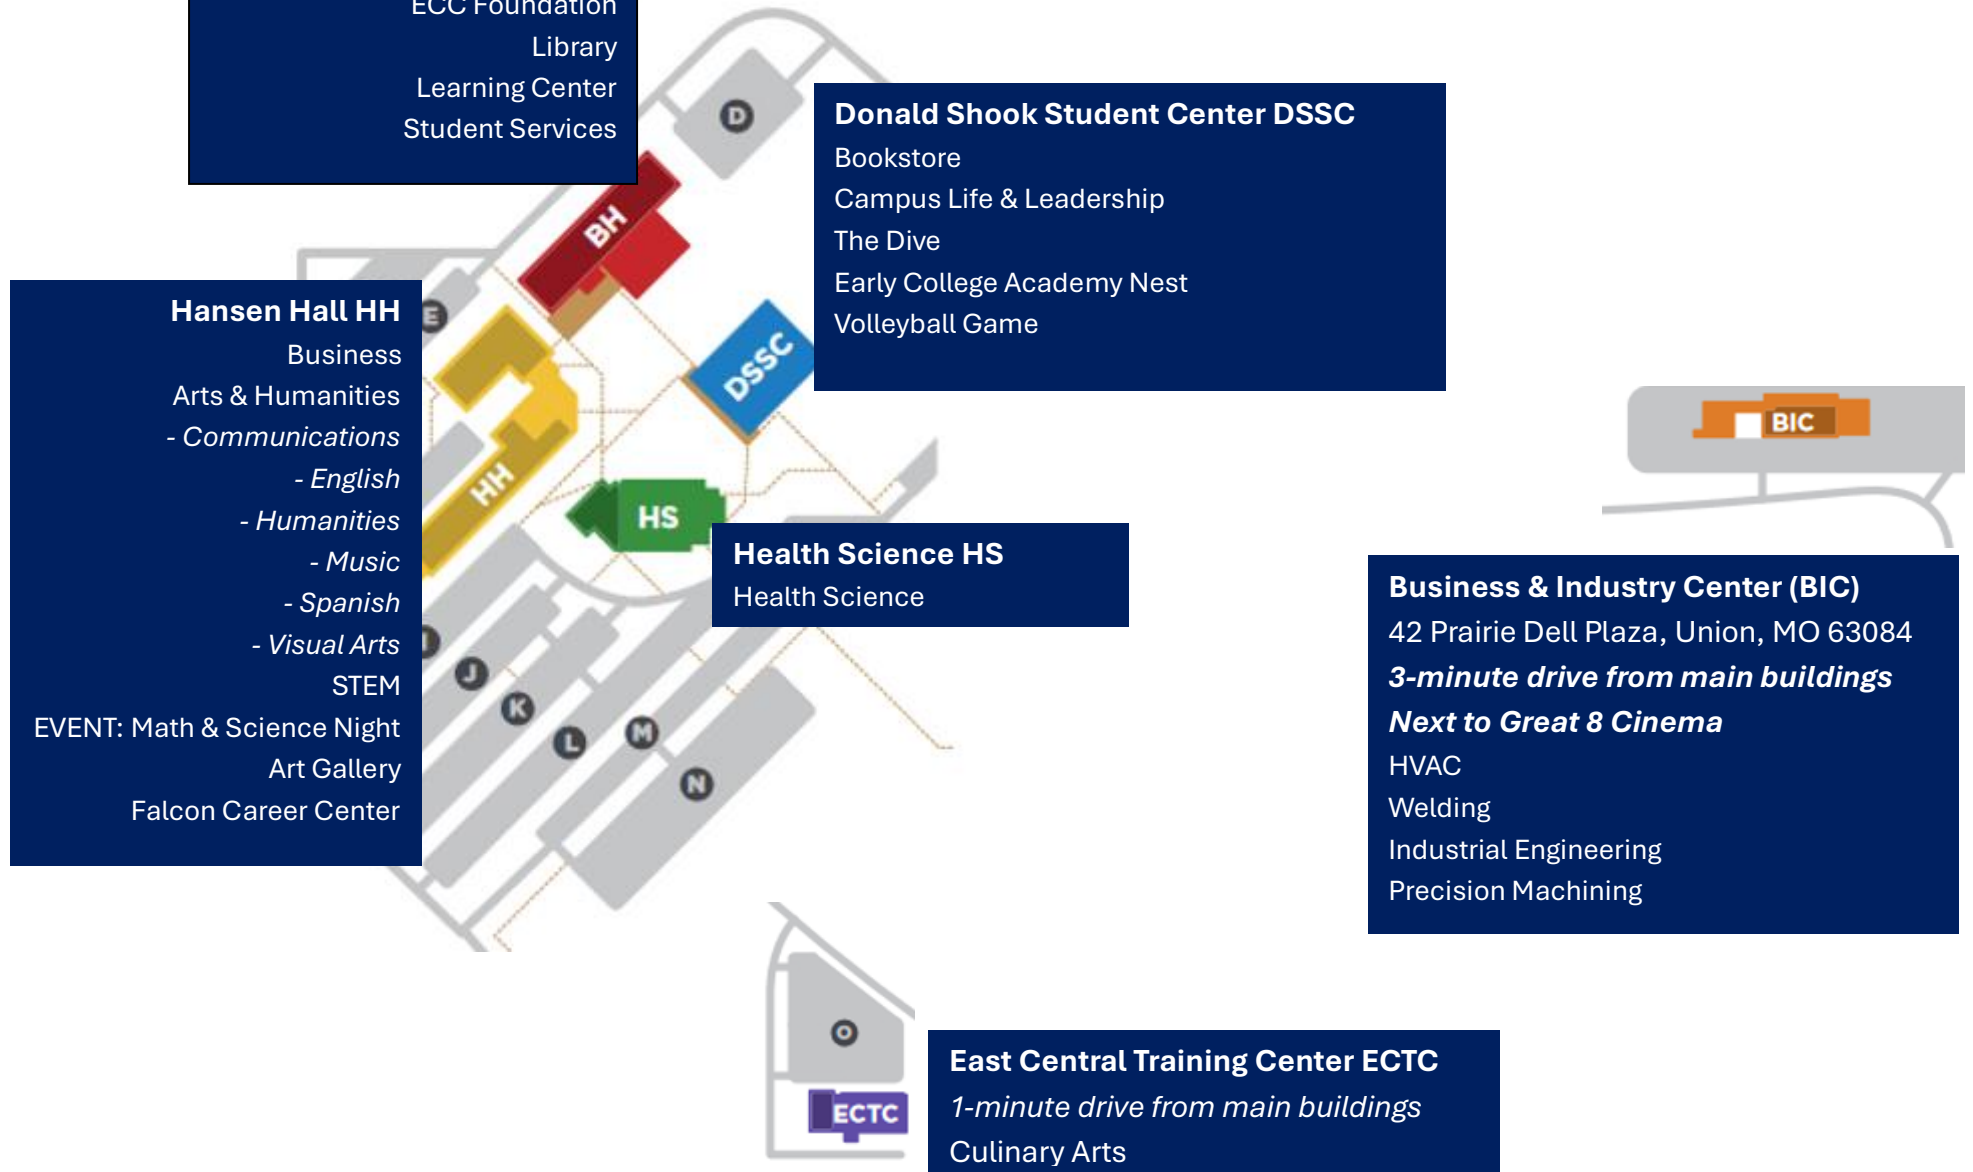 ECC Foundation
Library
Learning Center
Student Services
D
Donald Shook Student Center DSSC
Bookstore
Campus Life & Leadership
The Dive
Early College Academy Nest
Volleyball Game
BH
DSSC
E
Hansen Hall HH
Business
Arts & Humanities
- Communications
- English
- Humanities
- Music
- Spanish
- Visual Arts
STEM
EVENT: Math & Science Night
Art Gallery
Falcon Career Center
HH
HS
Health Science HS
Health Science
BIC
Business & Industry Center (BIC)
42 Prairie Dell Plaza, Union, MO 63084
3-minute drive from main buildings
Next to Great 8 Cinema
HVAC
Welding
Industrial Engineering
Precision Machining
J
K
L
M
N
O
ECTC
East Central Training Center ECTC
1-minute drive from main buildings
Culinary Arts